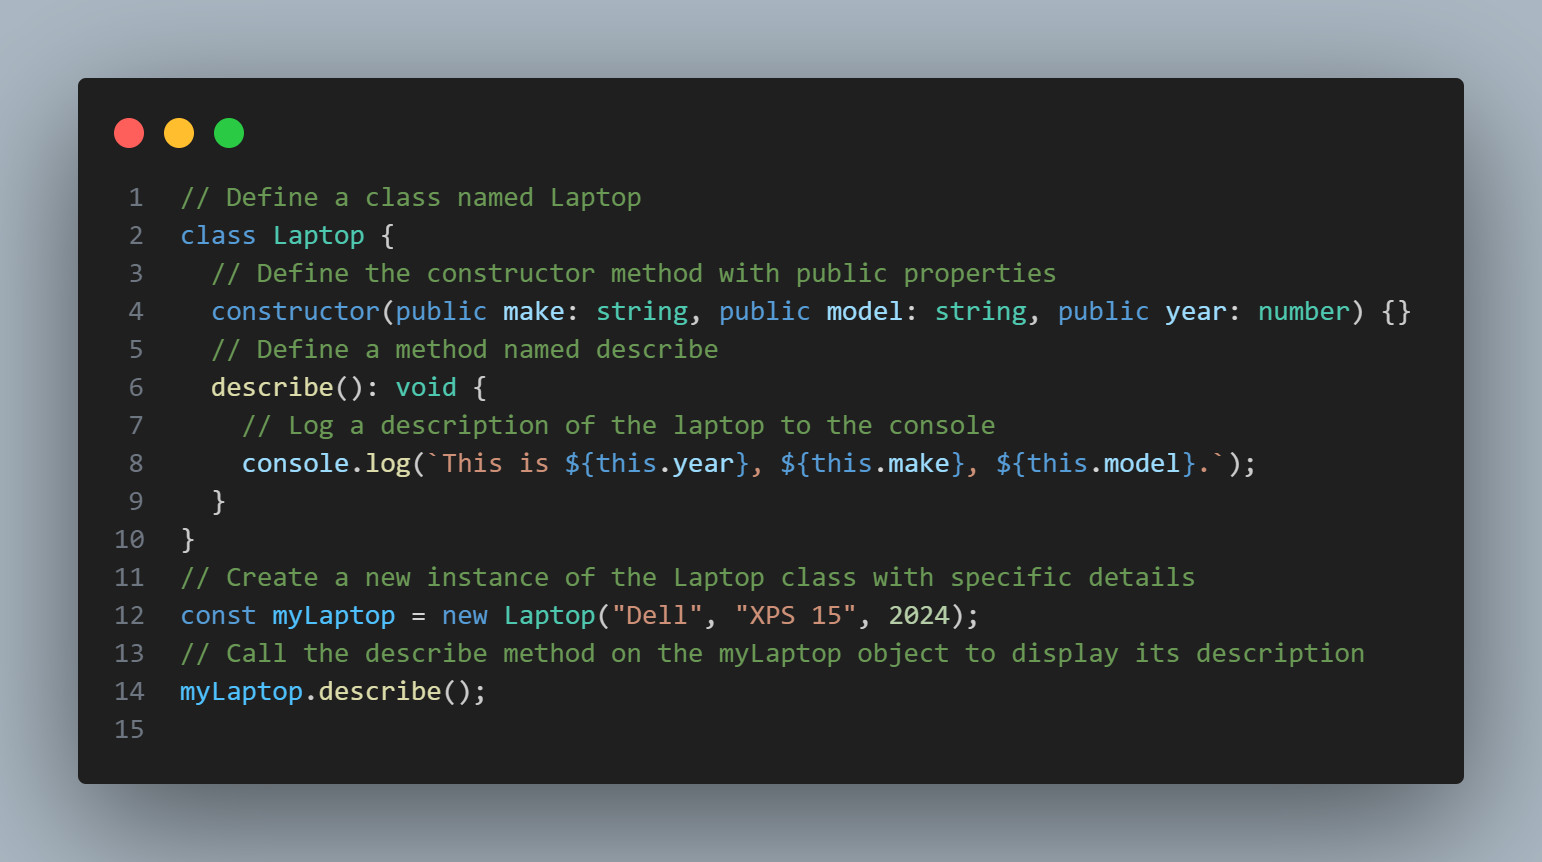 1 // Define a class named Laptop
2 class Laptop {
3   // Define the constructor method with public properties
4   constructor(public make: string, public model: string, public year: number) {}
5   // Define a method named describe
6   describe(): void {
7     // Log a description of the laptop to the console
8     console.log(`This is ${this.year}, ${this.make}, ${this.model}.`);
9   }
10 }
11 // Create a new instance of the Laptop class with specific details
12 const myLaptop = new Laptop("Dell", "XPS 15", 2024);
13 // Call the describe method on the myLaptop object to display its description
14 myLaptop.describe();
15